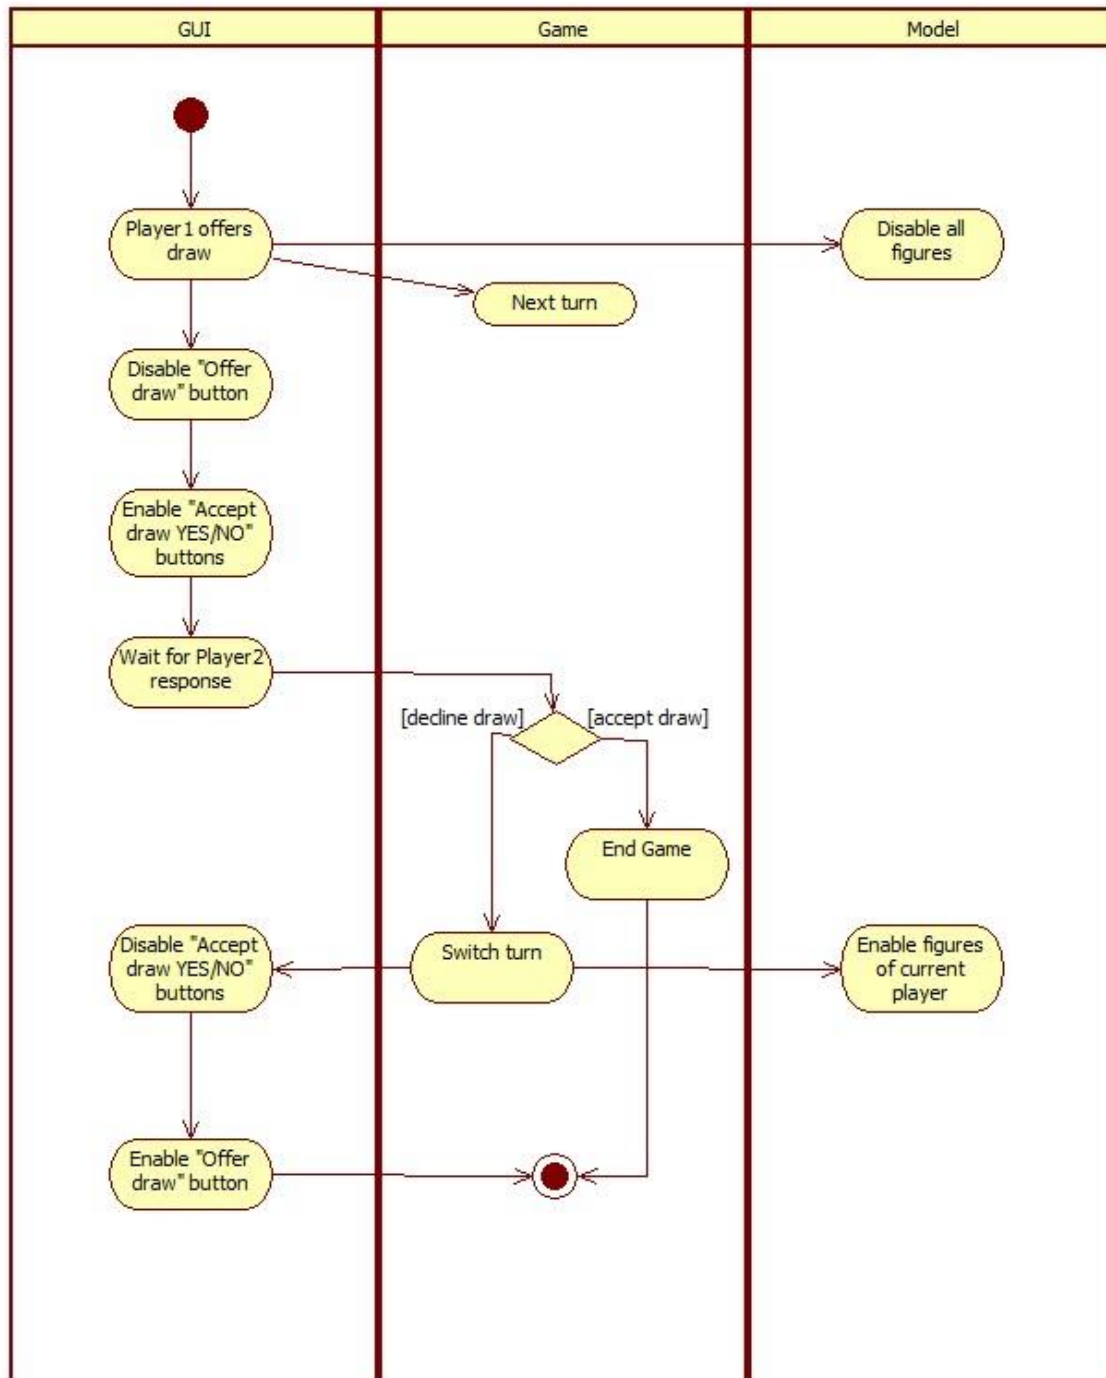 GUI
Game
Model
Player1 offers
draw
Disable all
figures
Next turn
Disable "Offer
draw" button
Enable "Accept
draw YES/NO"
buttons
Wait for Player2
response
[decline draw]
[accept draw]
End Game
Disable "Accept
draw YES/NO"
buttons
Switch turn
Enable figures
of current
player
Enable "Offer
draw" button